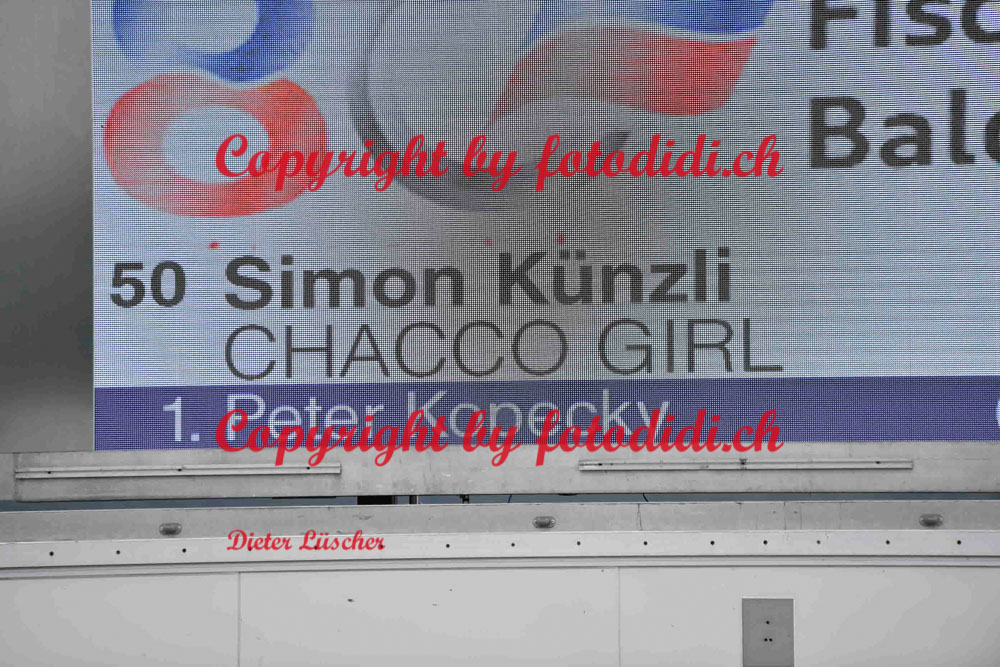 Fisc
Bale
Copyright by fotodidi.ch
50 Simon Künzli
CHACCO GIRL
1. Peter Kopecky
Copyright by fotodidi.ch
Dieter Lüscher